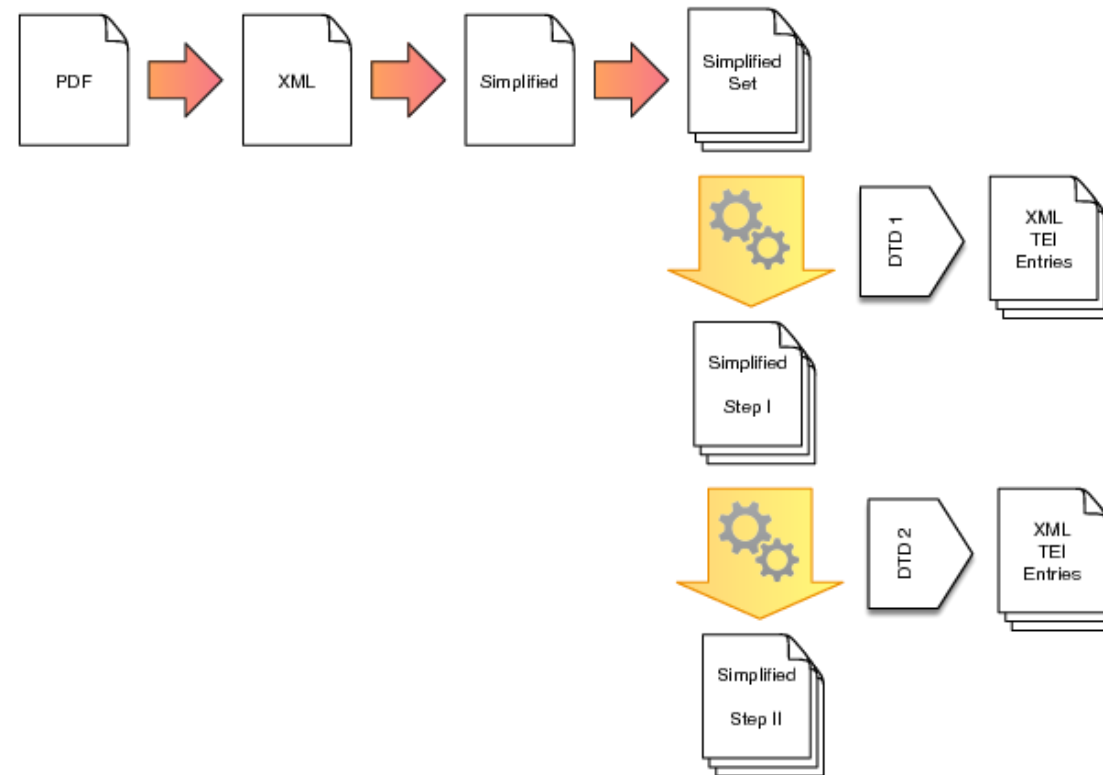 PDF
XML
Simplified
Simplified
Set
DTD 1
XML
TEI
Entries
Simplified
Step I
DTD 2
XML
TEI
Entries
Simplified
Step II